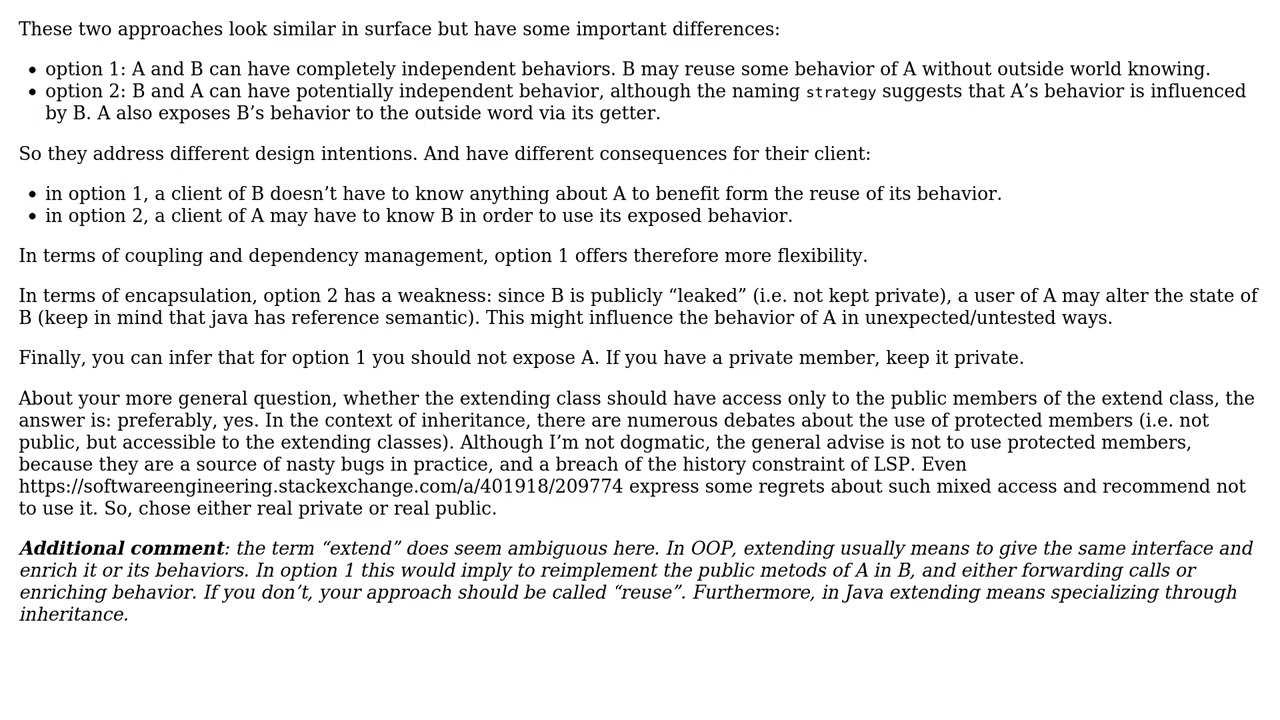 These two approaches look similar in surface but have some important differences:
• option 1: A and B can have completely independent behaviors. B may reuse some behavior of A without outside world knowing.
• option 2: B and A can have potentially independent behavior, although the naming strategy suggests that A’s behavior is influenced
by B. A also exposes B’s behavior to the outside word via its getter.
So they address different design intentions. And have different consequences for their client:
• in option 1, a client of B doesn’t have to know anything about A to benefit form the reuse of its behavior.
• in option 2, a client of A may have to know B in order to use its exposed behavior.
In terms of coupling and dependency management, option 1 offers therefore more flexibility.
In terms of encapsulation, option 2 has a weakness: since B is publicly “leaked” (i.e. not kept private), a user of A may alter the state of
B (keep in mind that java has reference semantic). This might influence the behavior of A in unexpected/untested ways.
Finally, you can infer that for option 1 you should not expose A. If you have a private member, keep it private.
About your more general question, whether the extending class should have access only to the public members of the extend class, the
answer is: preferably, yes. In the context of inheritance, there are numerous debates about the use of protected members (i.e. not
public, but accessible to the extending classes). Although I’m not dogmatic, the general advise is not to use protected members,
because they are a source of nasty bugs in practice, and a breach of the history constraint of LSP. Even
https://softwareengineering.stackexchange.com/a/401918/209774 express some regrets about such mixed access and recommend not
to use it. So, chose either real private or real public.
Additional comment: the term “extend” does seem ambiguous here. In OOP, extending usually means to give the same interface and
enrich it or its behaviors. In option 1 this would imply to reimplement the public metods of A in B, and either forwarding calls or
enriching behavior. If you don’t, your approach should be called “reuse”. Furthermore, in Java extending means specializing through
inheritance.